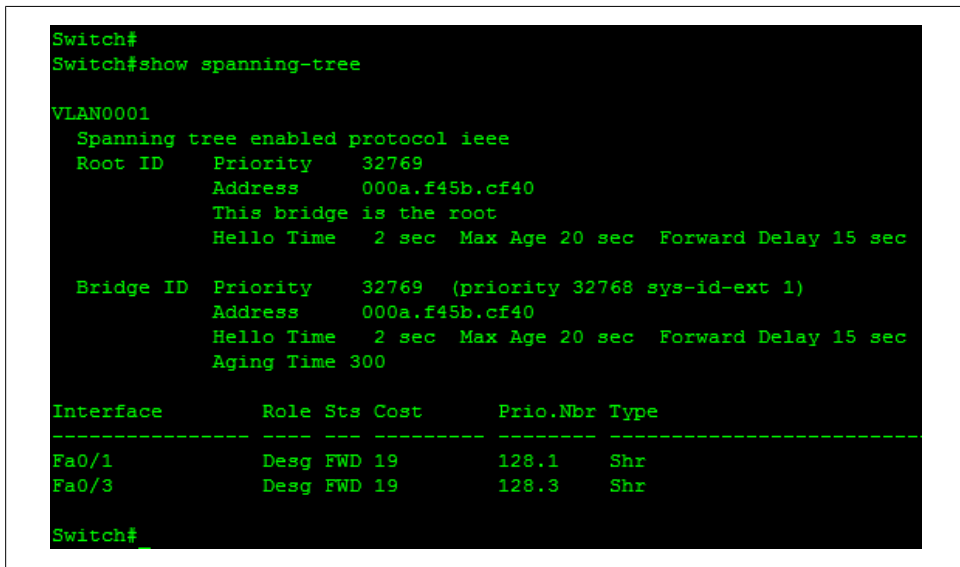 Switch#
Switch#show spanning-tree

VLAN0001
  Spanning tree enabled protocol ieee
  Root ID    Priority    32769
             Address     000a.f45b.cf40
             This bridge is the root
             Hello Time   2 sec  Max Age 20 sec  Forward Delay 15 sec

  Bridge ID  Priority    32769  (priority 32768 sys-id-ext 1)
             Address     000a.f45b.cf40
             Hello Time   2 sec  Max Age 20 sec  Forward Delay 15 sec
             Aging Time 300

Interface        Role Sts Cost      Prio.Nbr Type
---------------- ---- --- --------- -------- --------------------------
Fa0/1            Desg FWD 19        128.1    Shr
Fa0/3            Desg FWD 19        128.3    Shr

Switch#_